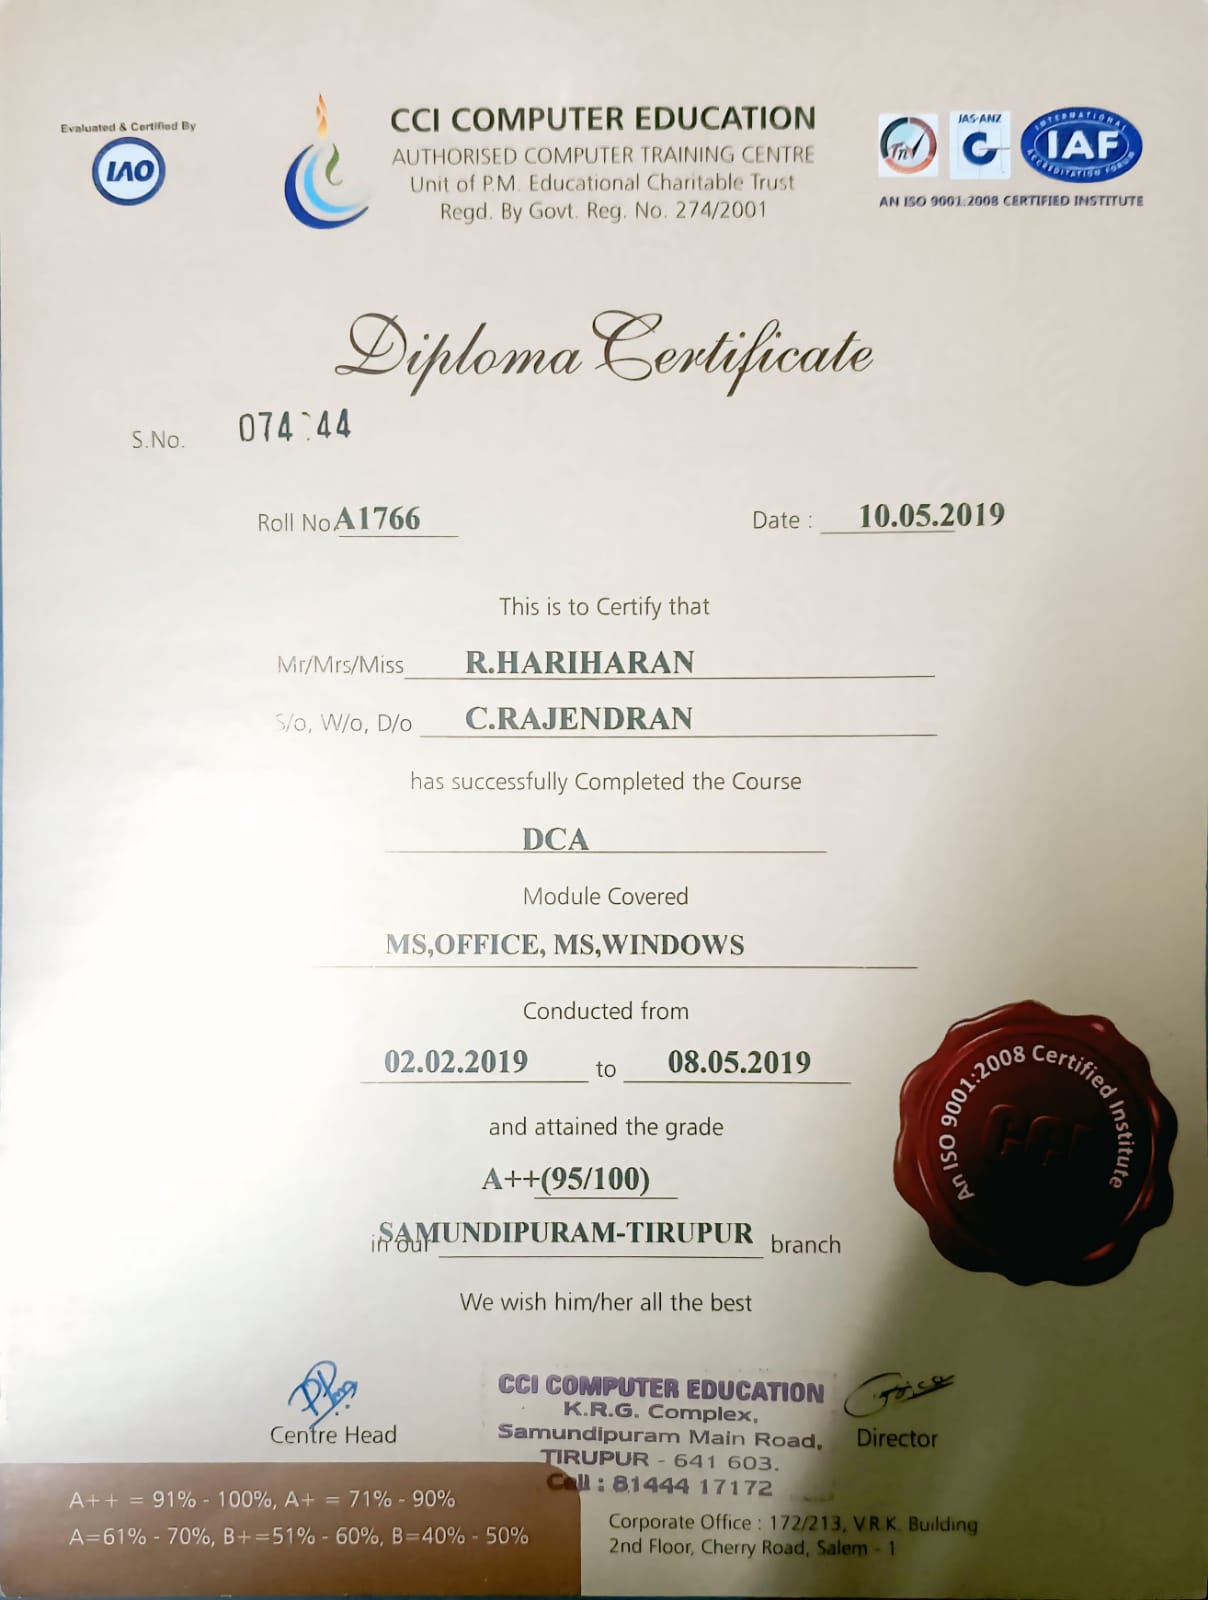 Evaluated & Certified By
IAO
CCI COMPUTER EDUCATION
AUTHORISED COMPUTER TRAINING CENTRE
Unit of P.M. Educational Charitable Trust
Regd. By Govt. Reg. No. 274/2001
JAS-ANZ
INTERNATIONAL
IAF
ACCREDITATION FORUM
AN ISO 9001:2008 CERTIFIED INSTITUTE
Diploma Certificate
S.No. 074 44
Roll No A1766 Date : 10.05.2019
This is to Certify that
Mr/Mrs/Miss R.HARIHARAN
S/o, W/o, D/o C.RAJENDRAN
has successfully Completed the Course
DCA
Module Covered
MS,OFFICE, MS,WINDOWS
Conducted from
02.02.2019 to 08.05.2019
and attained the grade
A++(95/100)
in our SAMUNDIPURAM-TIRUPUR branch
We wish him/her all the best
An ISO 9001:2008 Certified Institute
CCI
Centre Head
CCI COMPUTER EDUCATION
K.R.G. Complex,
Samundipuram Main Road,
TIRUPUR - 641 603.
Cell : 81444 17172
Director
A++ = 91% - 100%, A+ = 71% - 90%
A=61% - 70%, B+=51% - 60%, B=40% - 50%
Corporate Office : 172/213, V.R.K. Building
2nd Floor, Cherry Road, Salem - 1